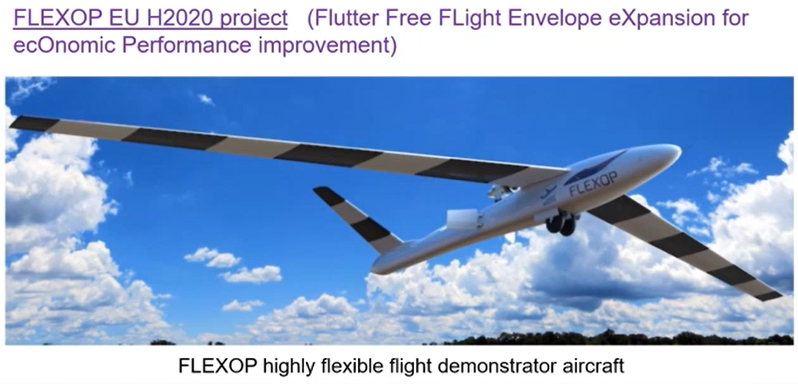 FLEXOP EU H2020 project (Flutter Free FLight Envelope eXpansion for
ecOnomic Performance improvement)
FLEXOP
FLEXOP highly flexible flight demonstrator aircraft